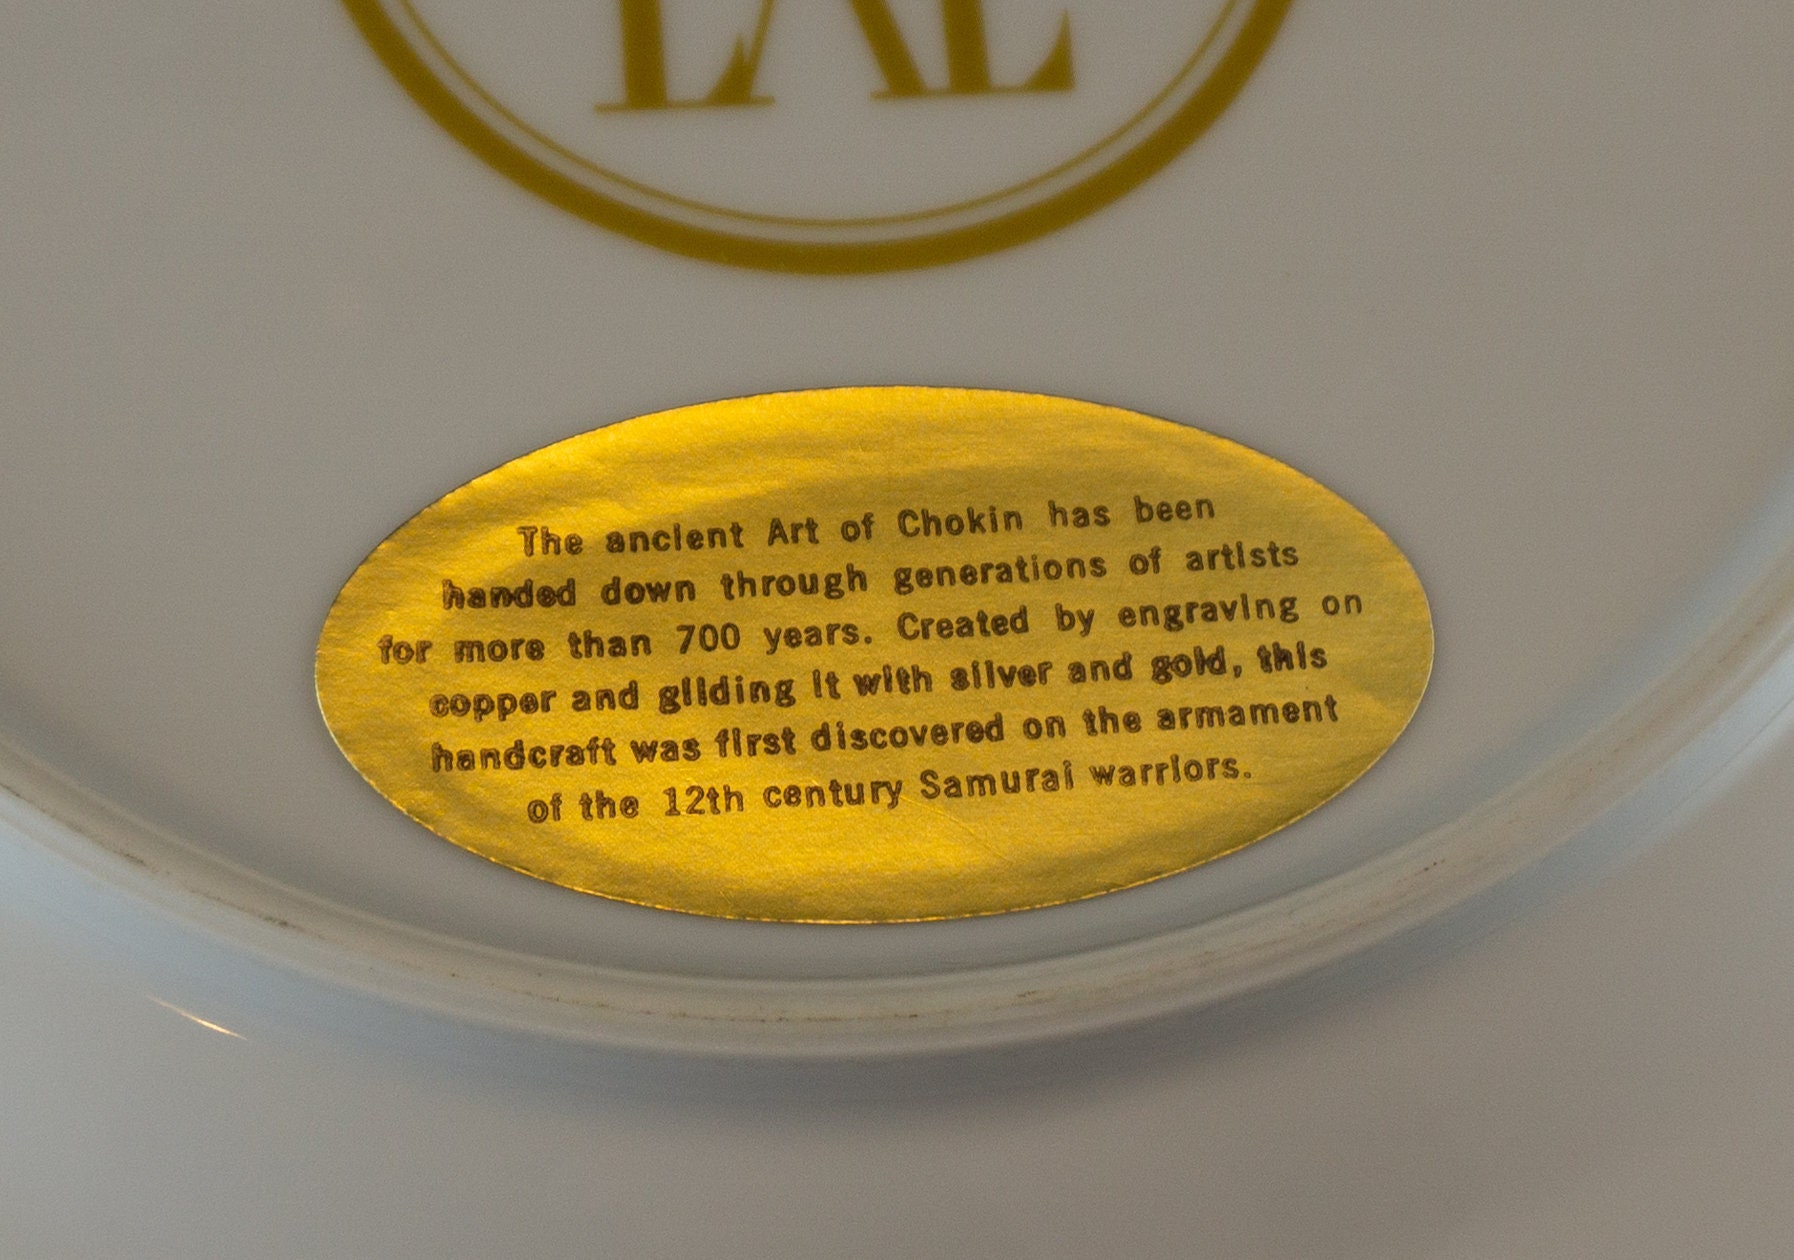 The ancient Art of Chokin has been
handed down through generations of artists
for more than 700 years. Created by engraving on
copper and gilding it with silver and gold, this
handcraft was first discovered on the armament
of the 12th century Samurai warriors.